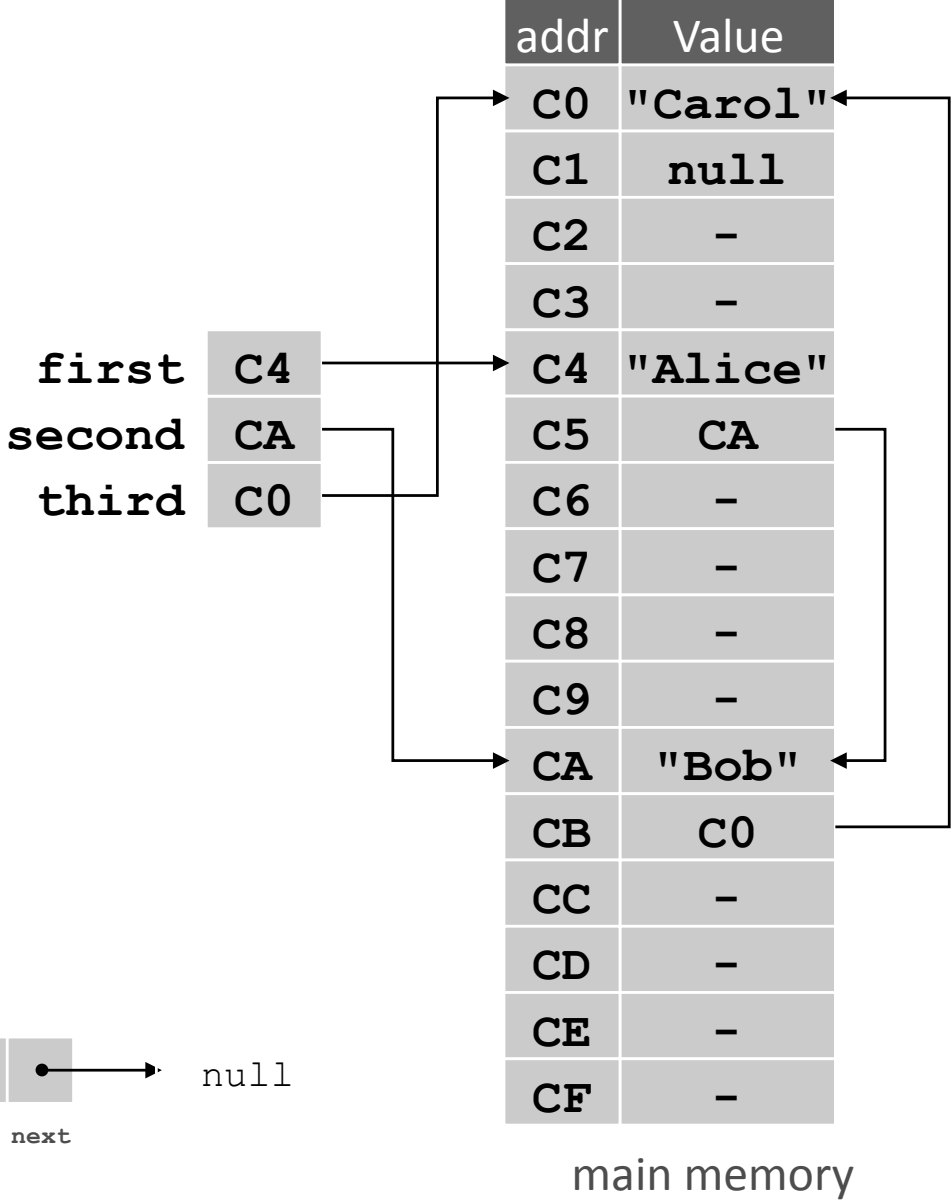 addr Value
C0 "Carol"
C1 null
C2 -
C3 -
first C4 C4 "Alice"
second CA C5 CA
third C0 C6 -
C7 -
C8 -
C9 -
CA "Bob"
CB C0
CC -
CD -
CE -
null
CF -
next
main memory